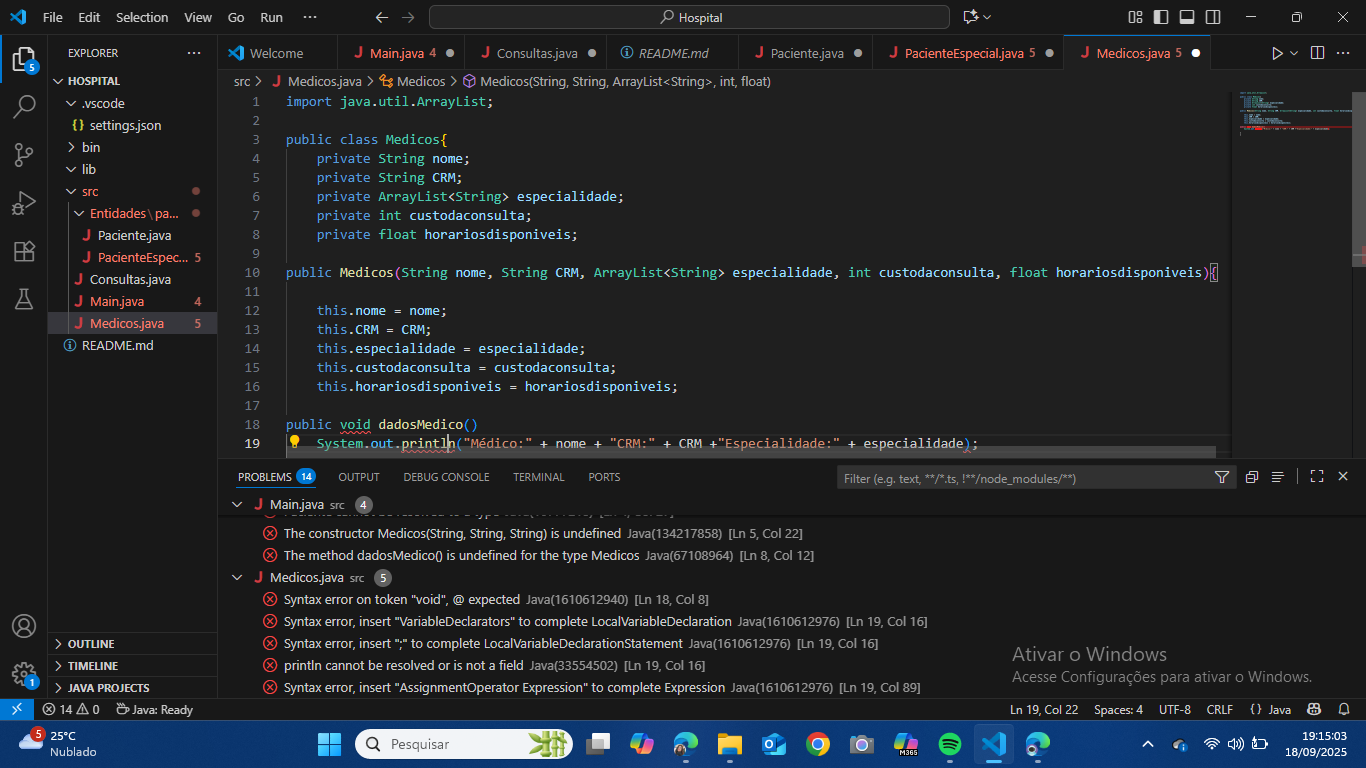 File Edit Selection View Go Run ··· Hospital
EXPLORER ···
HOSPITAL
.vscode
{} settings.json
bin
lib
src
Entidades \ pa...
J Paciente.java
J PacienteEspec... 5
J Consultas.java
J Main.java 4
J Medicos.java 5
README.md
OUTLINE
TIMELINE
JAVA PROJECTS
5
1
Welcome J Main.java 4 J Consultas.java README.md J Paciente.java J PacienteEspecial.java 5 J Medicos.java 5
src > J Medicos.java > Medicos > Medicos(String, String, ArrayList<String>, int, float)
1 import java.util.ArrayList;
2
3 public class Medicos{
4 private String nome;
5 private String CRM;
6 private ArrayList<String> especialidade;
7 private int custodaconsulta;
8 private float horariosdisponiveis;
9
10 public Medicos(String nome, String CRM, ArrayList<String> especialidade, int custodaconsulta, float horariosdisponiveis){
11
12 this.nome = nome;
13 this.CRM = CRM;
14 this.especialidade = especialidade;
15 this.custodaconsulta = custodaconsulta;
16 this.horariosdisponiveis = horariosdisponiveis;
17
18 public void dadosMedico()
19 System.out.println("Médico:" + nome + "CRM:" + CRM +"Especialidade:" + especialidade);
PROBLEMS 14 OUTPUT DEBUG CONSOLE TERMINAL PORTS Filter (e.g. text, **/*.ts, !**/node_modules/**)
J Main.java src 4
The constructor Medicos(String, String, String) is undefined Java(134217858) [Ln 5, Col 22]
The method dadosMedico() is undefined for the type Medicos Java(67108964) [Ln 8, Col 12]
J Medicos.java src 5
Syntax error on token "void", @ expected Java(1610612940) [Ln 18, Col 8]
Syntax error, insert "VariableDeclarators" to complete LocalVariableDeclaration Java(1610612976) [Ln 19, Col 16]
Syntax error, insert ";" to complete LocalVariableDeclarationStatement Java(1610612976) [Ln 19, Col 16]
println cannot be resolved or is not a field Java(33554502) [Ln 19, Col 16]
Syntax error, insert "AssignmentOperator Expression" to complete Expression Java(1610612976) [Ln 19, Col 89]
Ativar o Windows
Acesse Configurações para ativar o Windows.
14 0 Java: Ready Ln 19, Col 22 Spaces: 4 UTF-8 CRLF {} Java
5 25°C
Nublado
Pesquisar
M365
19:15:03
18/09/2025